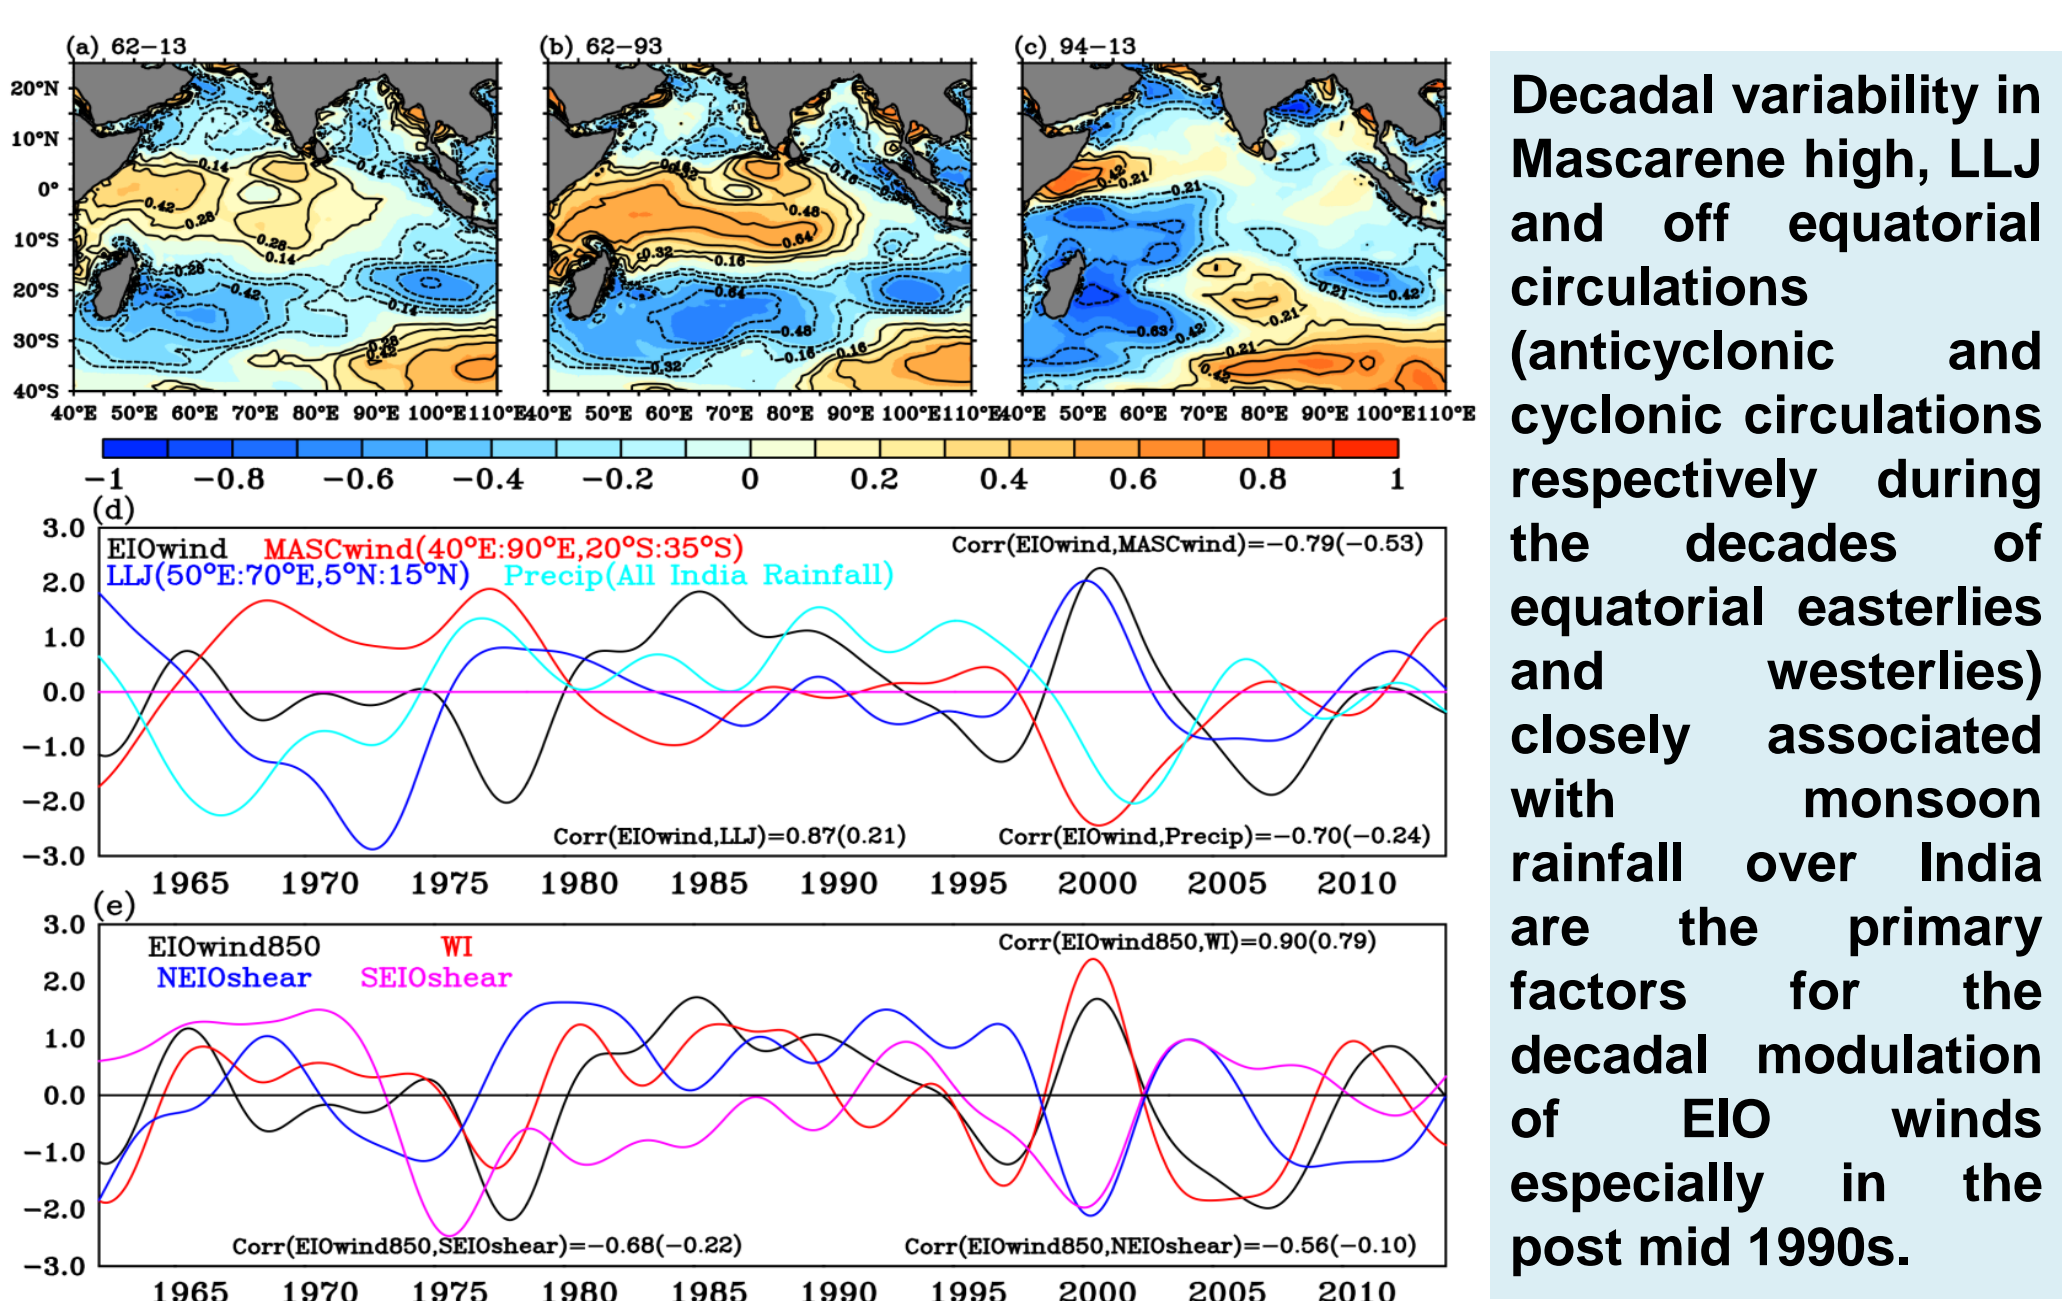 (a) 62−13
(b) 62−93
(c) 94−13
20°N
10°N
0°
10°S
20°S
30°S
40°S
40°E 50°E 60°E 70°E 80°E 90°E 100°E 110°E
40°E 50°E 60°E 70°E 80°E 90°E 100°E 110°E
40°E 50°E 60°E 70°E 80°E 90°E 100°E 110°E
−1 −0.8 −0.6 −0.4 −0.2 0 0.2 0.4 0.6 0.8 1
(d)
EIOwind MASCwind(40°E:90°E,20°S:35°S) Corr(EIOwind,MASCwind)=−0.79(−0.53)
LLJ(50°E:70°E,5°N:15°N) Precip(All India Rainfall)
3.0
2.0
1.0
0.0
−1.0
−2.0
−3.0
Corr(EIOwind,LLJ)=0.87(0.21) Corr(EIOwind,Precip)=−0.70(−0.24)
1965 1970 1975 1980 1985 1990 1995 2000 2005 2010
(e)
EIOwind850 WI Corr(EIOwind850,WI)=0.90(0.79)
NEIOshear SEIOshear
3.0
2.0
1.0
0.0
−1.0
−2.0
−3.0
Corr(EIOwind850,SEIOshear)=−0.68(−0.22) Corr(EIOwind850,NEIOshear)=−0.56(−0.10)
1965 1970 1975 1980 1985 1990 1995 2000 2005 2010
Decadal variability in
Mascarene high, LLJ
and off equatorial
circulations
(anticyclonic and
cyclonic circulations
respectively during
the decades of
equatorial easterlies
and westerlies)
closely associated
with monsoon
rainfall over India
are the primary
factors for the
decadal modulation
of EIO winds
especially in the
post mid 1990s.